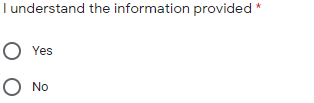 I understand the information provided *
Yes
No